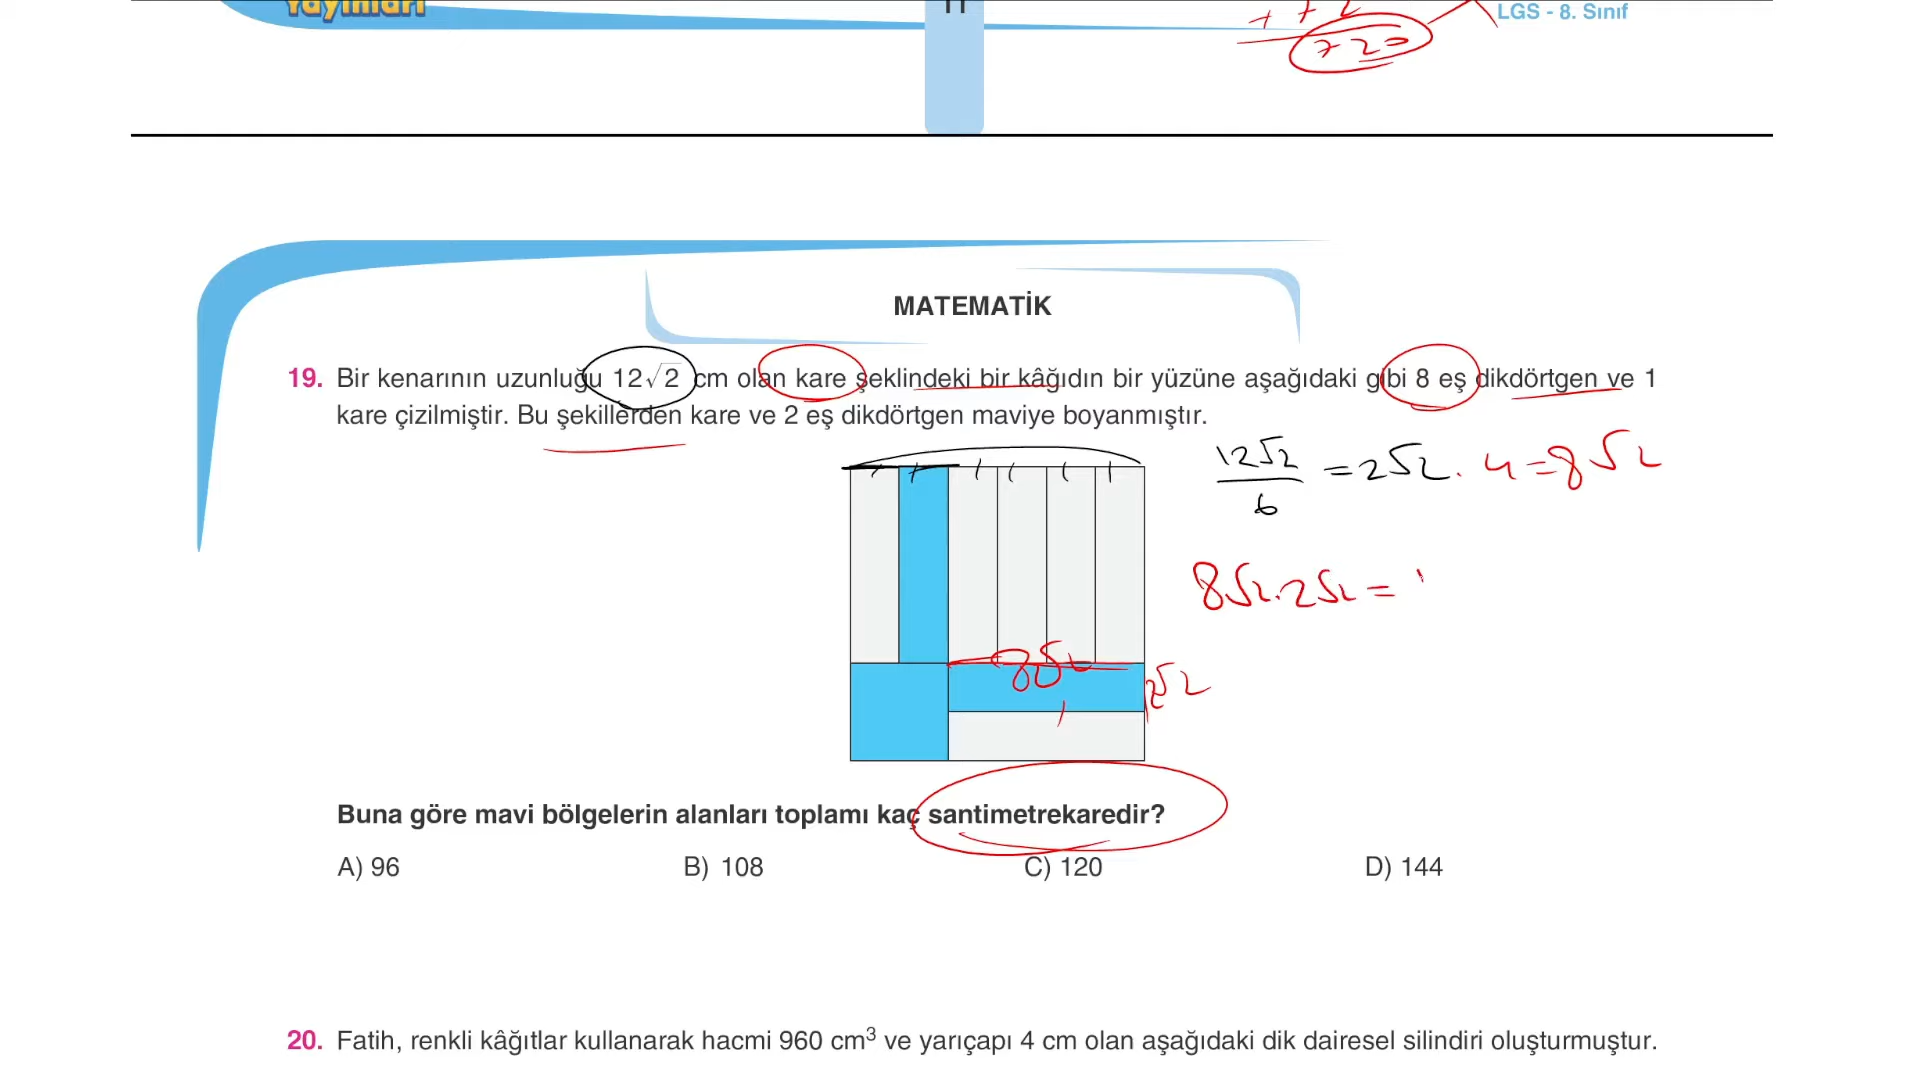 Yayınları
11
LGS - 8. Sınıf
+ + 2
720
MATEMATİK
19. Bir kenarının uzunluğu 12√2 cm olan kare şeklindeki bir kâğıdın bir yüzüne aşağıdaki gibi 8 eş dikdörtgen ve 1
kare çizilmiştir. Bu şekillerden kare ve 2 eş dikdörtgen maviye boyanmıştır.
12√2 / 6 = 2√2 . 4 = 8√2
8√2 . 2√2 =
8√2
2√2
Buna göre mavi bölgelerin alanları toplamı kaç santimetrekaredir?
A) 96 B) 108 C) 120 D) 144
20. Fatih, renkli kâğıtlar kullanarak hacmi 960 cm³ ve yarıçapı 4 cm olan aşağıdaki dik dairesel silindiri oluşturmuştur.